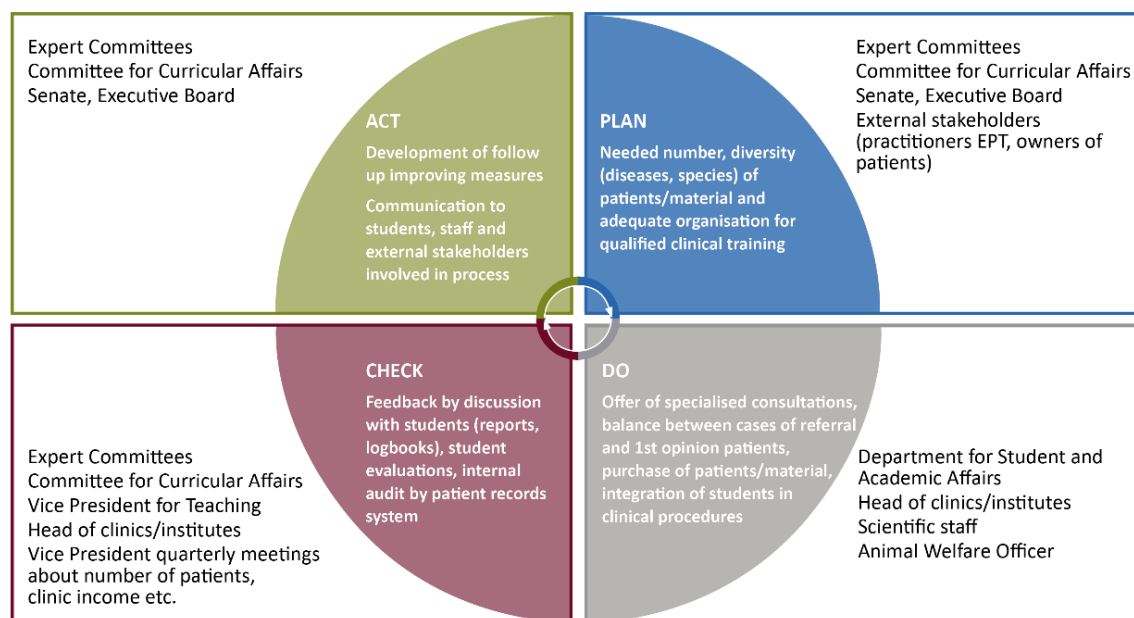 Expert Committees
Committee for Curricular Affairs
Senate, Executive Board
ACT
Development of follow
up improving measures
Communication to
students, staff and
external stakeholders
involved in process
PLAN
Needed number, diversity
(diseases, species) of
patients/material and
adequate organisation for
qualified clinical training
Expert Committees
Committee for Curricular Affairs
Senate, Executive Board
External stakeholders
(practitioners EPT, owners of
patients)
Expert Committees
Committee for Curricular Affairs
Vice President for Teaching
Head of clinics/institutes
Vice President quarterly meetings
about number of patients,
clinic income etc.
CHECK
Feedback by discussion
with students (reports,
logbooks), student
evaluations, internal
audit by patient records
system
DO
Offer of specialised consultations,
balance between cases of referral
and 1st opinion patients,
purchase of patients/material,
integration of students in
clinical procedures
Department for Student and
Academic Affairs
Head of clinics/institutes
Scientific staff
Animal Welfare Officer